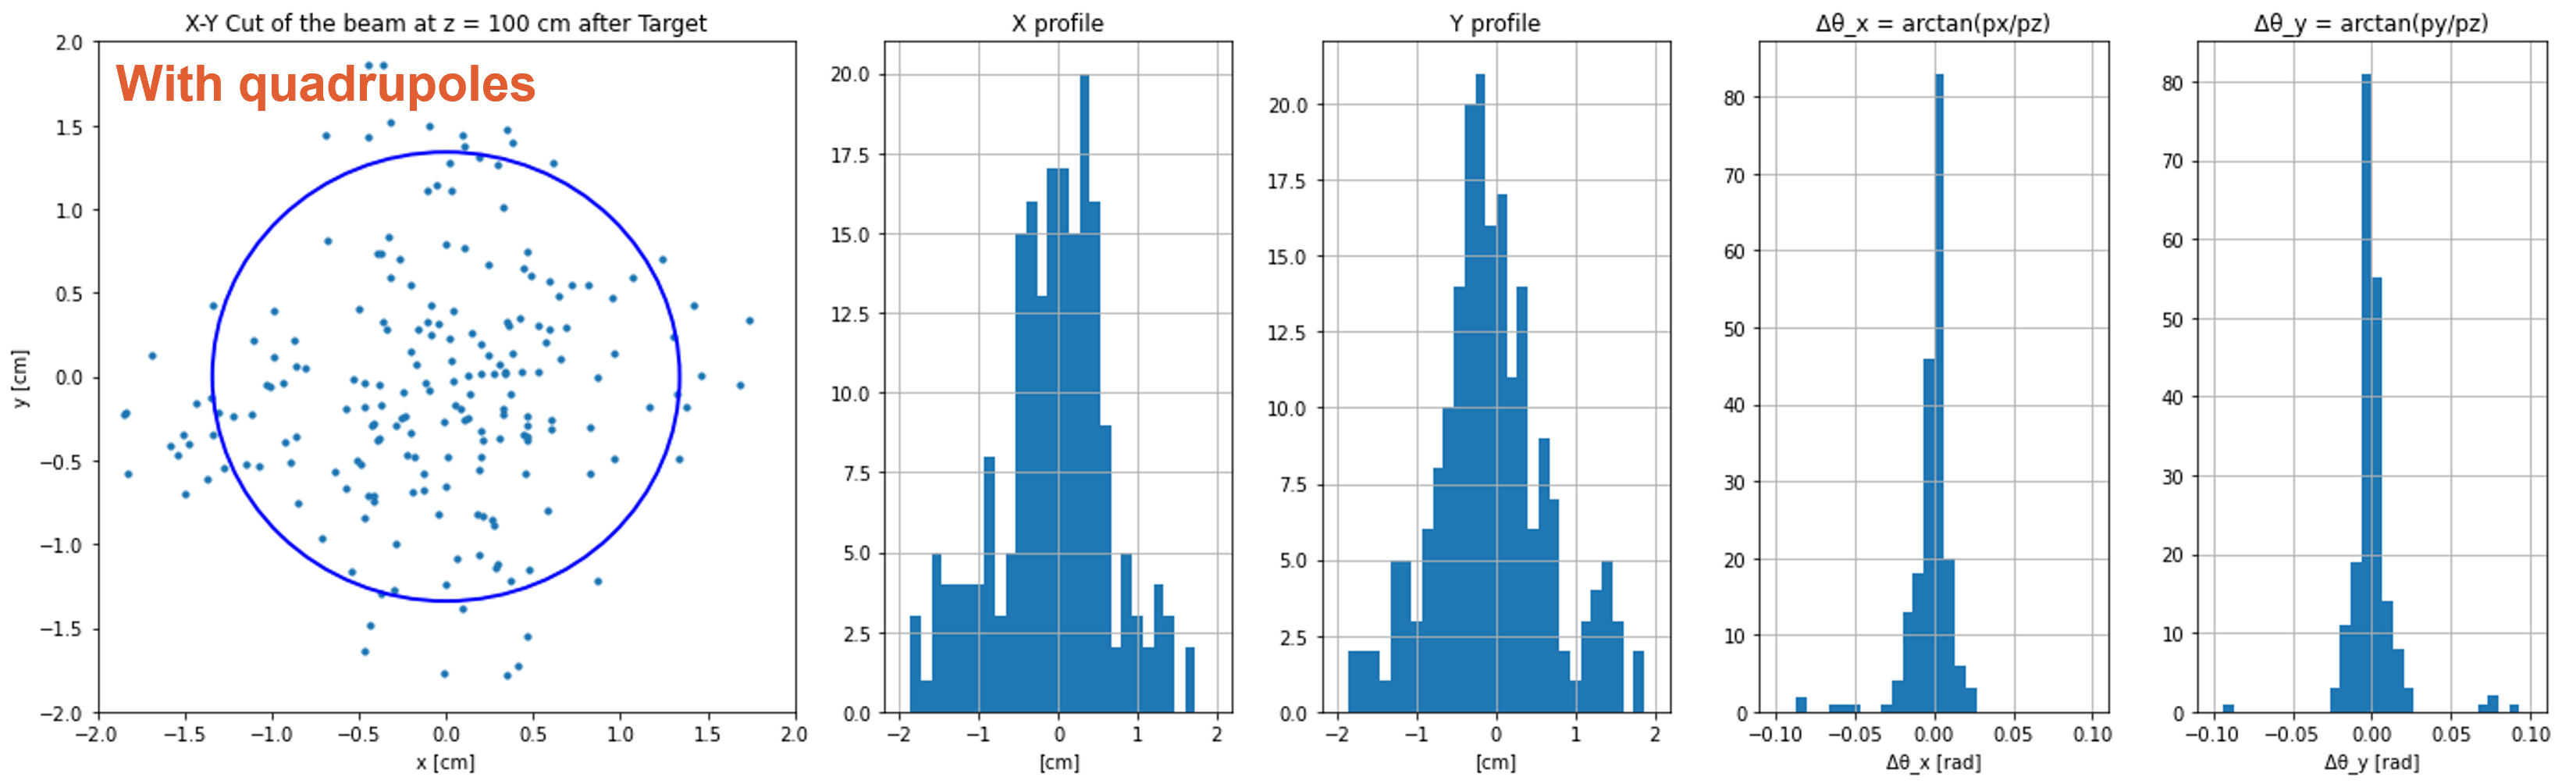 X-Y Cut of the beam at z = 100 cm after Target
With quadrupoles
2.0
1.5
1.0
0.5
0.0
−0.5
−1.0
−1.5
−2.0
y [cm]
−2.0 −1.5 −1.0 −0.5 0.0 0.5 1.0 1.5 2.0
x [cm]
X profile
20.0
17.5
15.0
12.5
10.0
7.5
5.0
2.5
0.0
−2 −1 0 1 2
[cm]
Y profile
20.0
17.5
15.0
12.5
10.0
7.5
5.0
2.5
0.0
−2 −1 0 1 2
[cm]
Δθ_x = arctan(px/pz)
80
70
60
50
40
30
20
10
0
−0.10 −0.05 0.00 0.05 0.10
Δθ_x [rad]
Δθ_y = arctan(py/pz)
80
70
60
50
40
30
20
10
0
−0.10 −0.05 0.00 0.05 0.10
Δθ_y [rad]